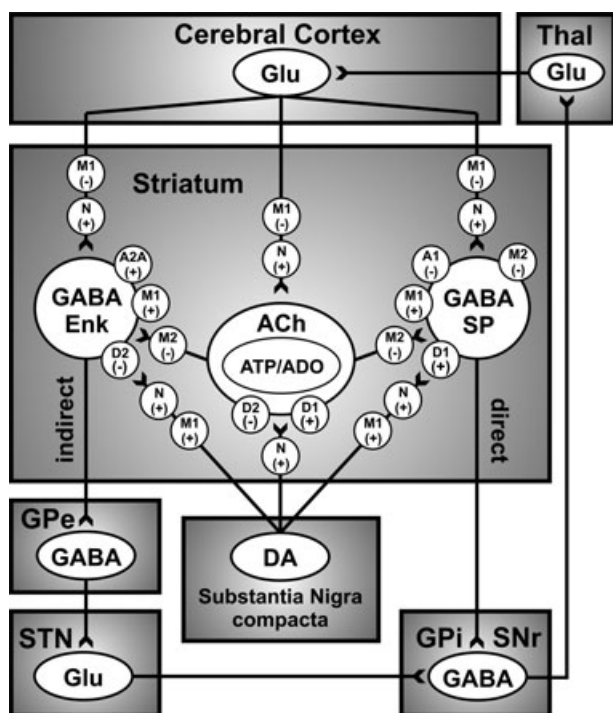 Cerebral Cortex
Glu
Thal
Glu
Striatum
M1
(-)
N
(+)
M1
(-)
N
(+)
M1
(-)
N
(+)
A2A
(+)
GABA
Enk
M1
(+)
D2
(-)
M2
(-)
N
(+)
M1
(+)
ACh
ATP/ADO
D2
(-)
D1
(+)
N
(+)
A1
(-)
M2
(-)
GABA
SP
M1
(+)
M2
(-)
D1
(+)
N
(+)
M1
(+)
indirect
direct
GPe
GABA
DA
Substantia Nigra
compacta
STN
Glu
GPi SNr
GABA